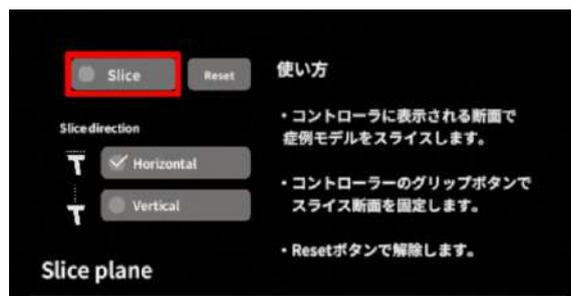 Slice
Reset
Slice direction
Horizontal
Vertical
Slice plane
使い方
・コントローラに表示される断面で
症例モデルをスライスします。
・コントローラーのグリップボタンで
スライス断面を固定します。
・Resetボタンで解除します。